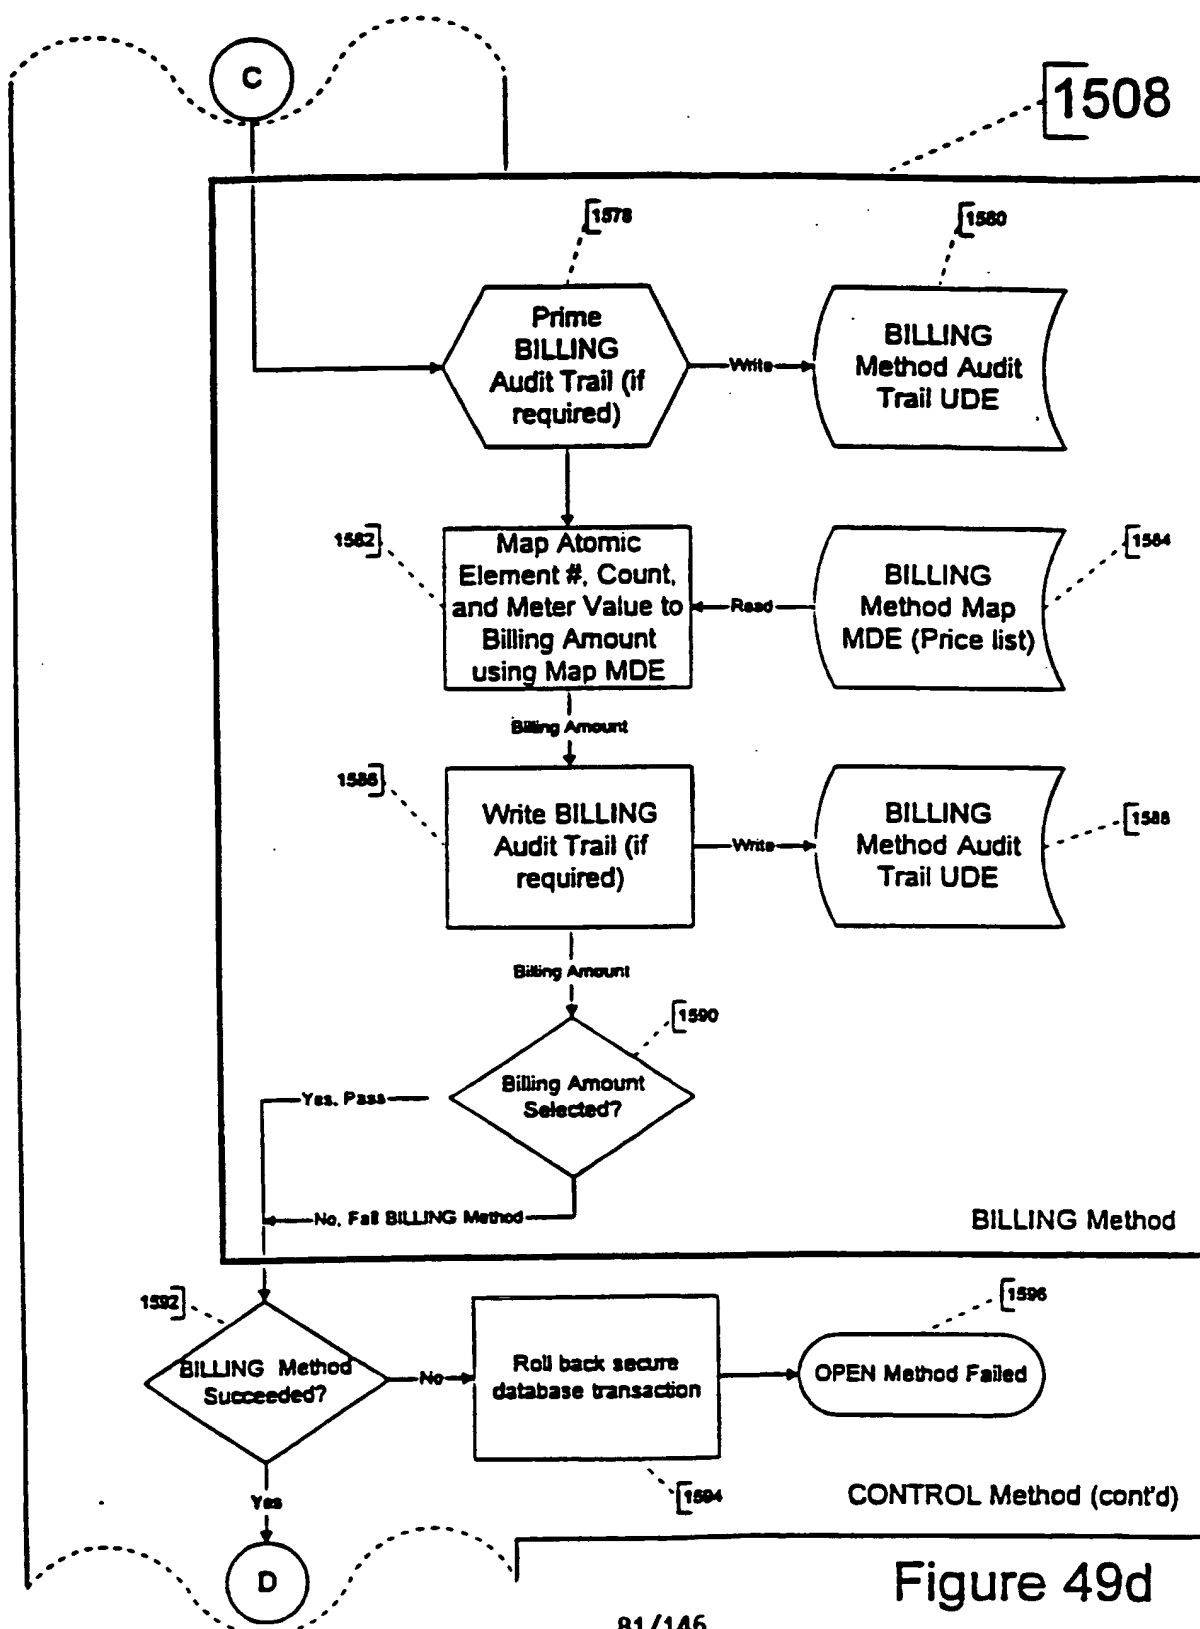 C
1508
1578
1580
Prime
BILLING
Audit Trail (if
required)
Write
BILLING
Method Audit
Trail UDE
1582
1584
Map Atomic
Element #, Count,
and Meter Value to
Billing Amount
using Map MDE
Read
BILLING
Method Map
MDE (Price list)
Billing Amount
1586
1588
Write BILLING
Audit Trail (if
required)
Write
BILLING
Method Audit
Trail UDE
Billing Amount
1590
Billing Amount
Selected?
Yes, Pass
No, Fail BILLING Method
BILLING Method
1592
1596
BILLING Method
Succeeded?
No
Roll back secure
database transaction
OPEN Method Failed
1594
CONTROL Method (cont'd)
Yes
D
Figure 49d
81/146